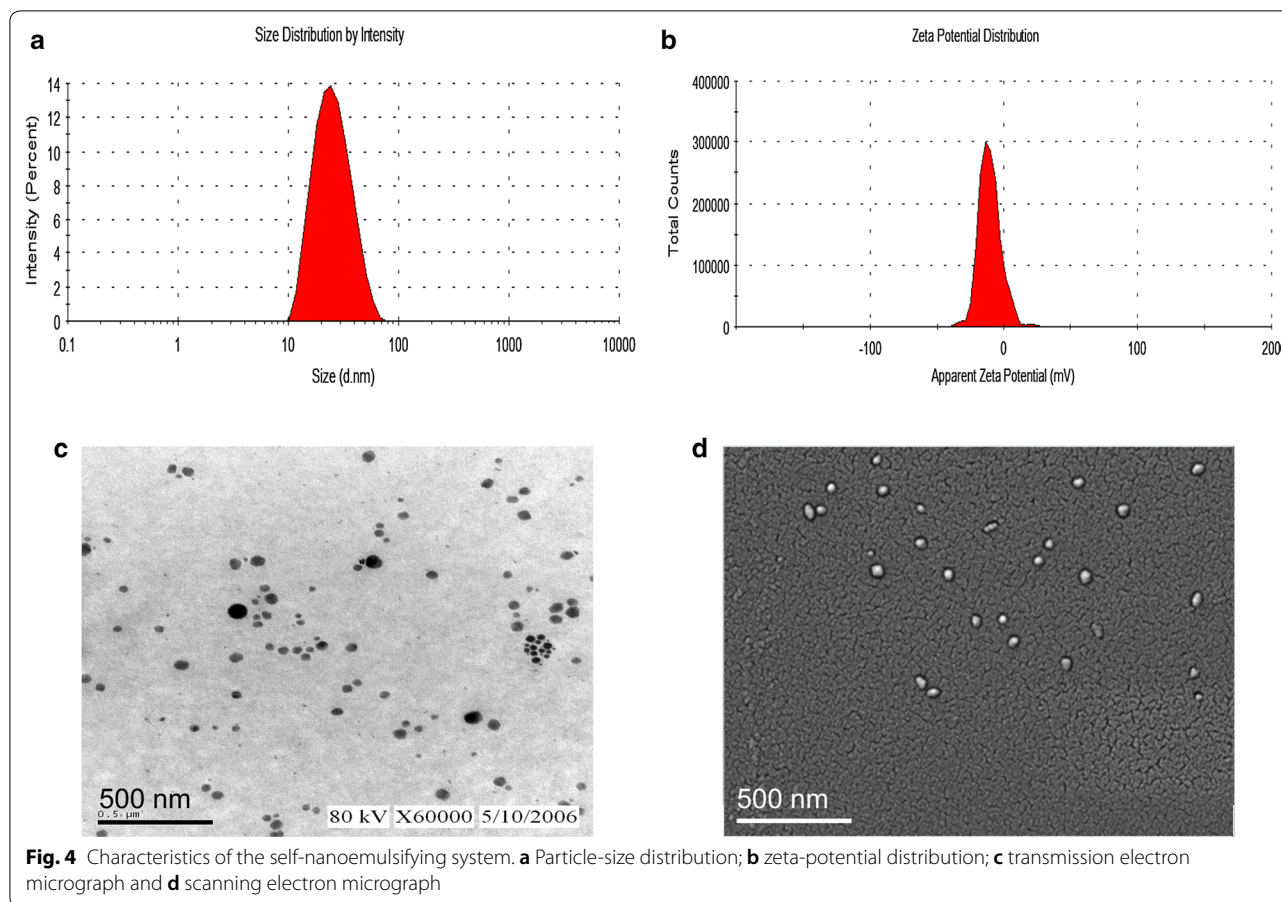 a
Size Distribution by Intensity
Intensity (Percent)
14
12
10
8
6
4
2
0
0.1 1 10 100 1000 10000
Size (d.nm)
b
Zeta Potential Distribution
Total Counts
400000
300000
200000
100000
0
-100 0 100 200
Apparent Zeta Potential (mV)
c
500 nm
0.5 µm
80 kV X60000 5/10/2006
d
500 nm
Fig. 4 Characteristics of the self-nanoemulsifying system. a Particle-size distribution; b zeta-potential distribution; c transmission electron
micrograph and d scanning electron micrograph